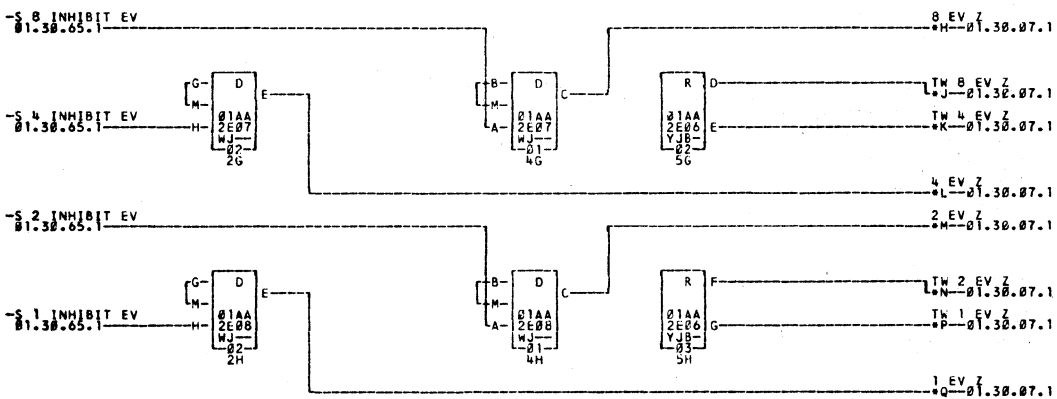 -S 8 INHIBIT EV
01.30.65.1
8 EV Z
*H--01.30.07.1
G
M
H
D
E
01AA
2E07
WJ--
02
2G
B
M
A
D
C
01AA
2E07
WJ--
01
4G
R
D
E
01AA
2E06
YJB-
02
5G
TW 8 EV Z
*J--01.30.07.1
-S 4 INHIBIT EV
01.30.65.1
TW 4 EV Z
*K--01.30.07.1
4 EV Z
*L--01.30.07.1
-S 2 INHIBIT EV
01.30.65.1
2 EV Z
*M--01.30.07.1
G
M
H
D
E
01AA
2E08
WJ--
02
2H
B
M
A
D
C
01AA
2E08
WJ--
01
4H
R
F
G
01AA
2E06
YJB-
03
5H
TW 2 EV Z
*N--01.30.07.1
-S 1 INHIBIT EV
01.30.65.1
TW 1 EV Z
*P--01.30.07.1
1 EV Z
*Q--01.30.07.1